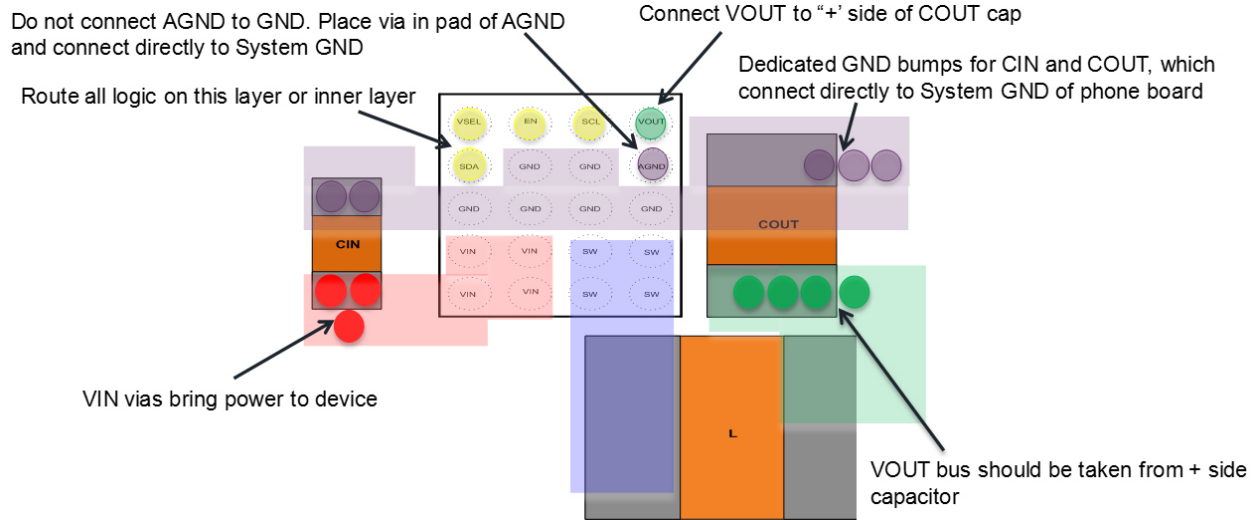 Do not connect AGND to GND. Place via in pad of AGND
and connect directly to System GND
Connect VOUT to “+’ side of COUT cap
Dedicated GND bumps for CIN and COUT, which
connect directly to System GND of phone board
Route all logic on this layer or inner layer
VSEL EN SCL VOUT
SDA GND GND AGND
GND GND GND GND
CIN
COUT
VIN VIN SW SW
VIN VIN SW SW
VIN vias bring power to device
L
VOUT bus should be taken from + side
capacitor